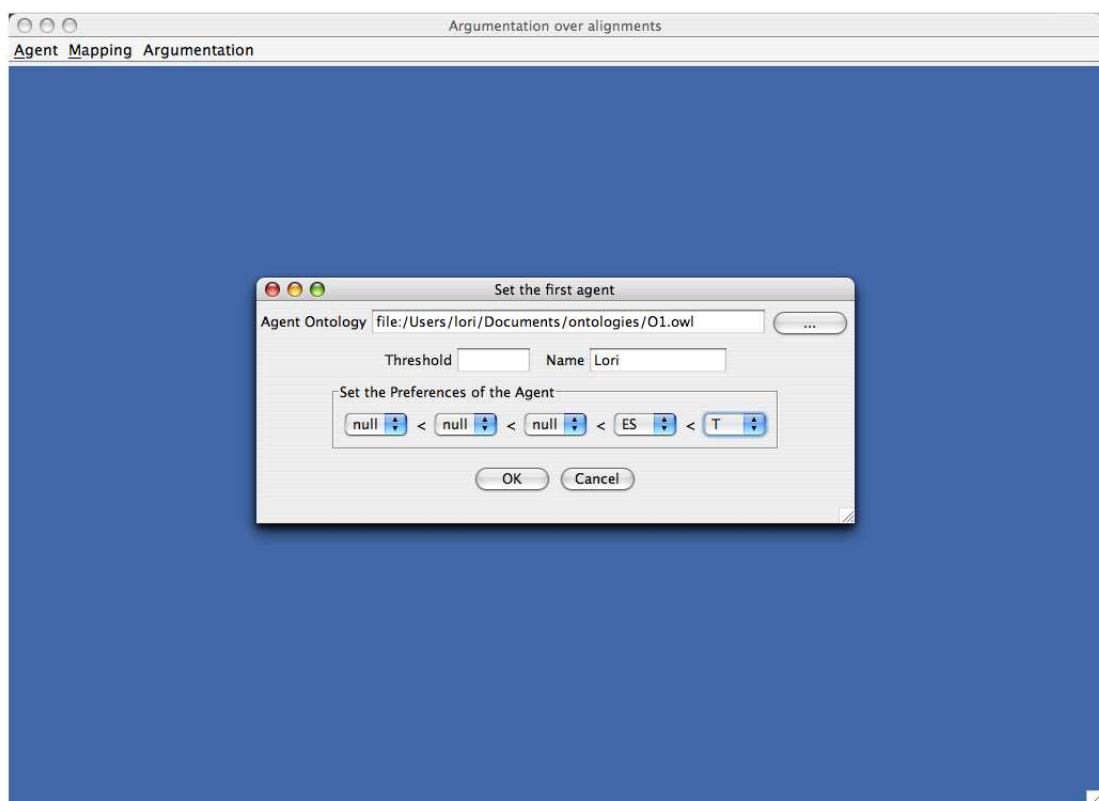 Argumentation over alignments
Agent Mapping Argumentation
Set the first agent
Agent Ontology file:/Users/lori/Documents/ontologies/O1.owl ...
Threshold Name Lori
Set the Preferences of the Agent
null < null < null < ES < T
OK Cancel